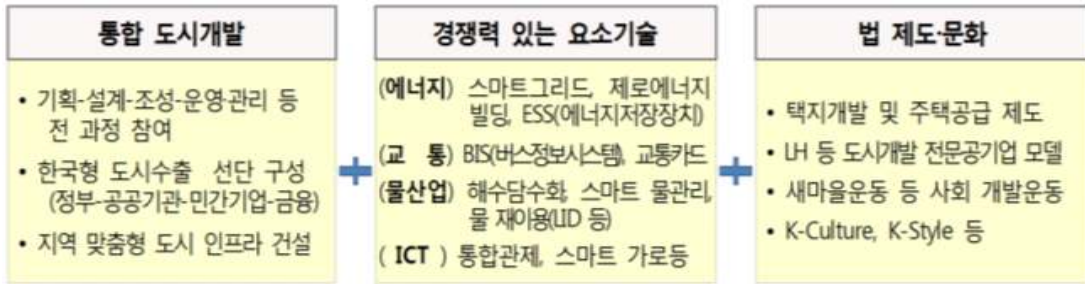 통합 도시개발
• 기획-설계-조성-운영·관리 등
전 과정 참여
• 한국형 도시수출 선단 구성
(정부-공공기관-민간기업-금융)
• 지역 맞춤형 도시 인프라 건설
+
경쟁력 있는 요소기술
(에너지) 스마트그리드, 제로에너지
빌딩, ESS(에너지저장장치)
(교 통) BIS(버스정보시스템), 교통카드
(물산업) 해수담수화, 스마트 물관리,
물 재이용(LID 등)
( ICT ) 통합관제, 스마트 가로등
+
법 제도·문화
• 택지개발 및 주택공급 제도
• LH 등 도시개발 전문공기업 모델
• 새마을운동 등 사회 개발운동
• K-Culture, K-Style 등